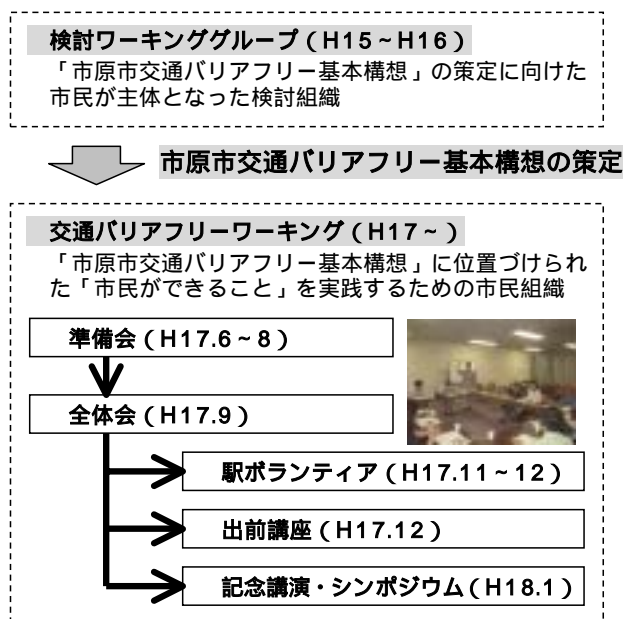 検討ワーキンググループ（H15～H16）
「市原市交通バリアフリー基本構想」の策定に向けた
市民が主体となった検討組織
市原市交通バリアフリー基本構想の策定
交通バリアフリーワーキング（H17～）
「市原市交通バリアフリー基本構想」に位置づけられ
た「市民ができること」を実践するための市民組織
準備会（H17.6～8）
全体会（H17.9）
駅ボランティア（H17.11～12）
出前講座（H17.12）
記念講演・シンポジウム（H18.1）